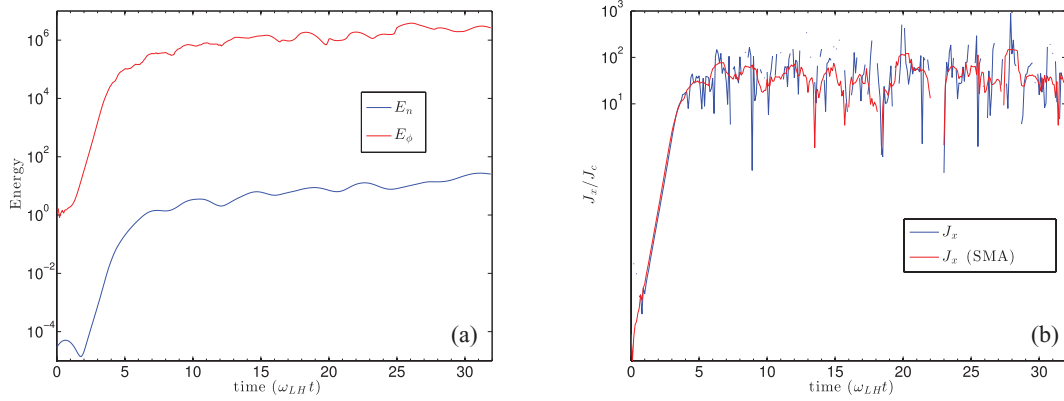 Energy
10^6
10^4
10^2
10^0
10^-2
10^-4
E_n
E_ϕ
(a)
0 5 10 15 20 25 30
time (ω_LH t)
J_x/J_c
10^3
10^2
10^1
J_x
J_x (SMA)
(b)
0 5 10 15 20 25 30
time (ω_LH t)